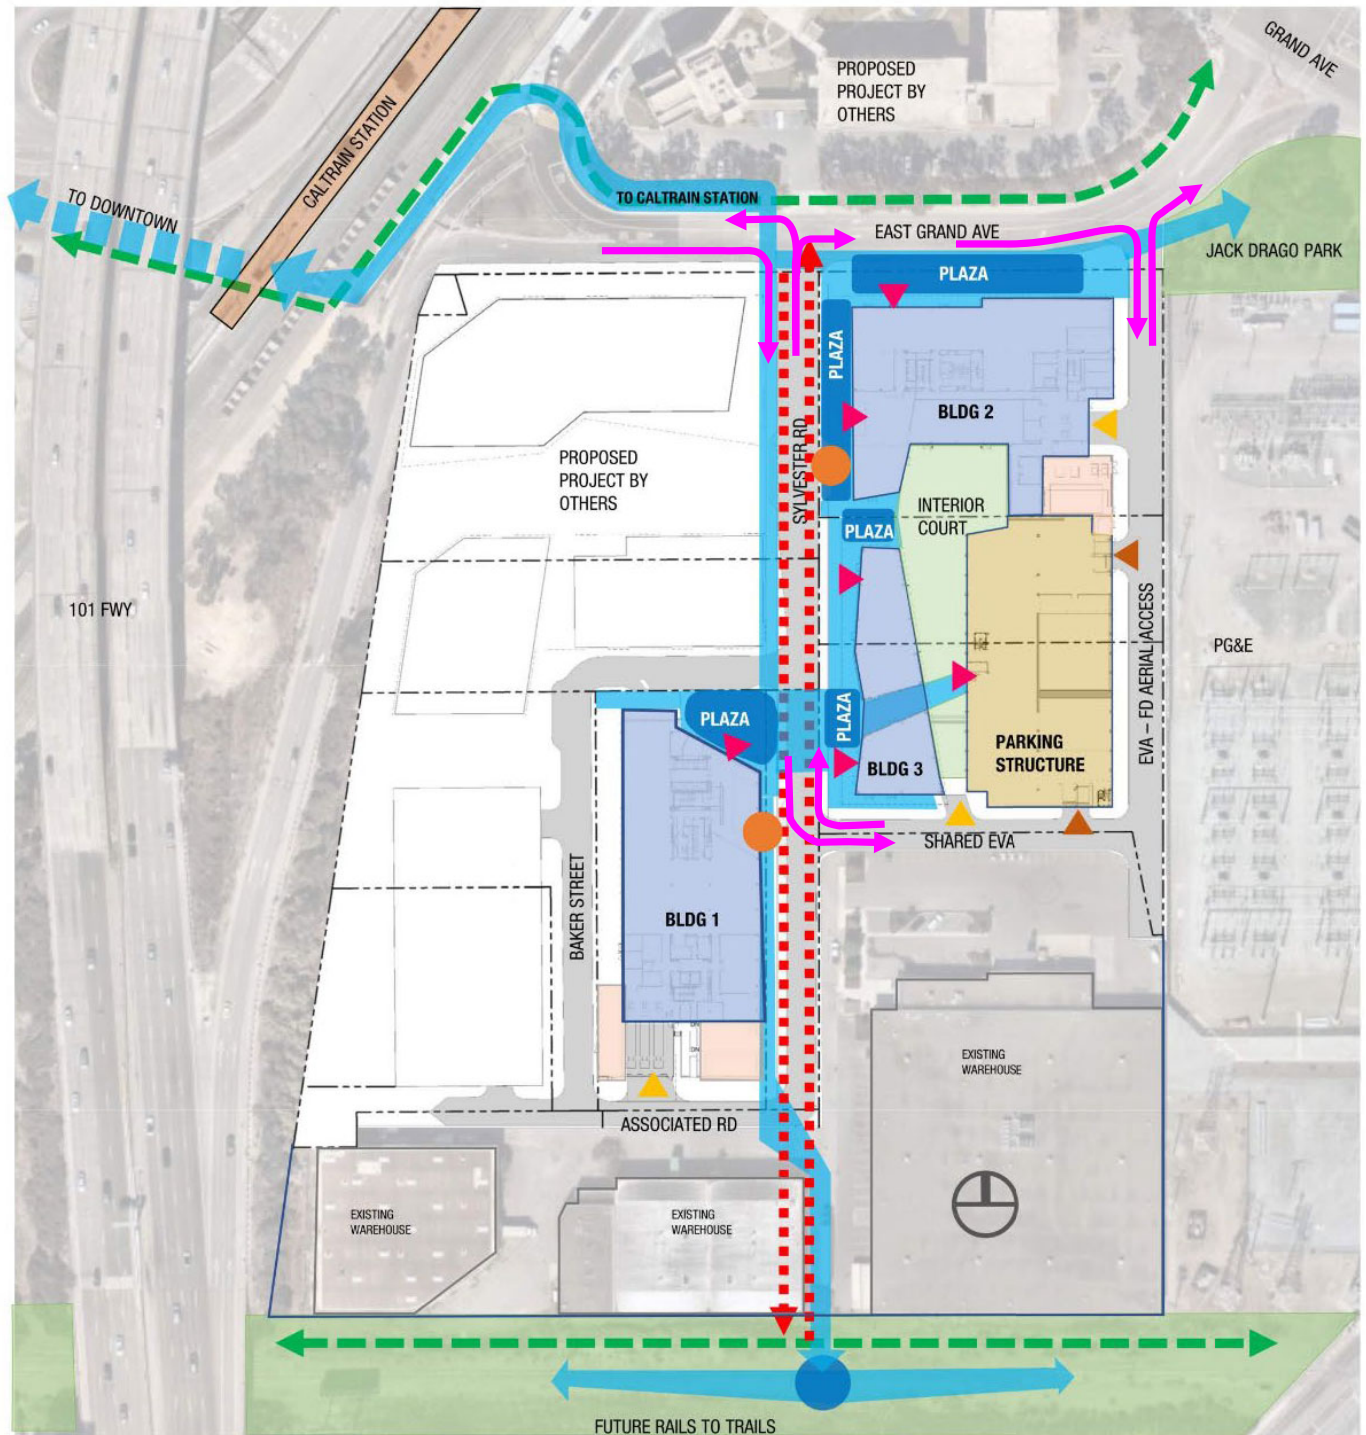 GRAND AVE
PROPOSED
PROJECT BY
OTHERS
CALTRAIN STATION
TO DOWNTOWN
TO CALTRAIN STATION
EAST GRAND AVE
JACK DRAGO PARK
PLAZA
PLAZA
BLDG 2
SYLVESTER RD
PROPOSED
PROJECT BY
OTHERS
INTERIOR
COURT
PLAZA
101 FWY
EVA – FD AERIAL ACCESS
PG&E
PLAZA
PLAZA
PARKING
STRUCTURE
BLDG 3
SHARED EVA
BAKER STREET
BLDG 1
EXISTING
WAREHOUSE
DN
DN
ASSOCIATED RD
EXISTING
WAREHOUSE
EXISTING
WAREHOUSE
FUTURE RAILS TO TRAILS